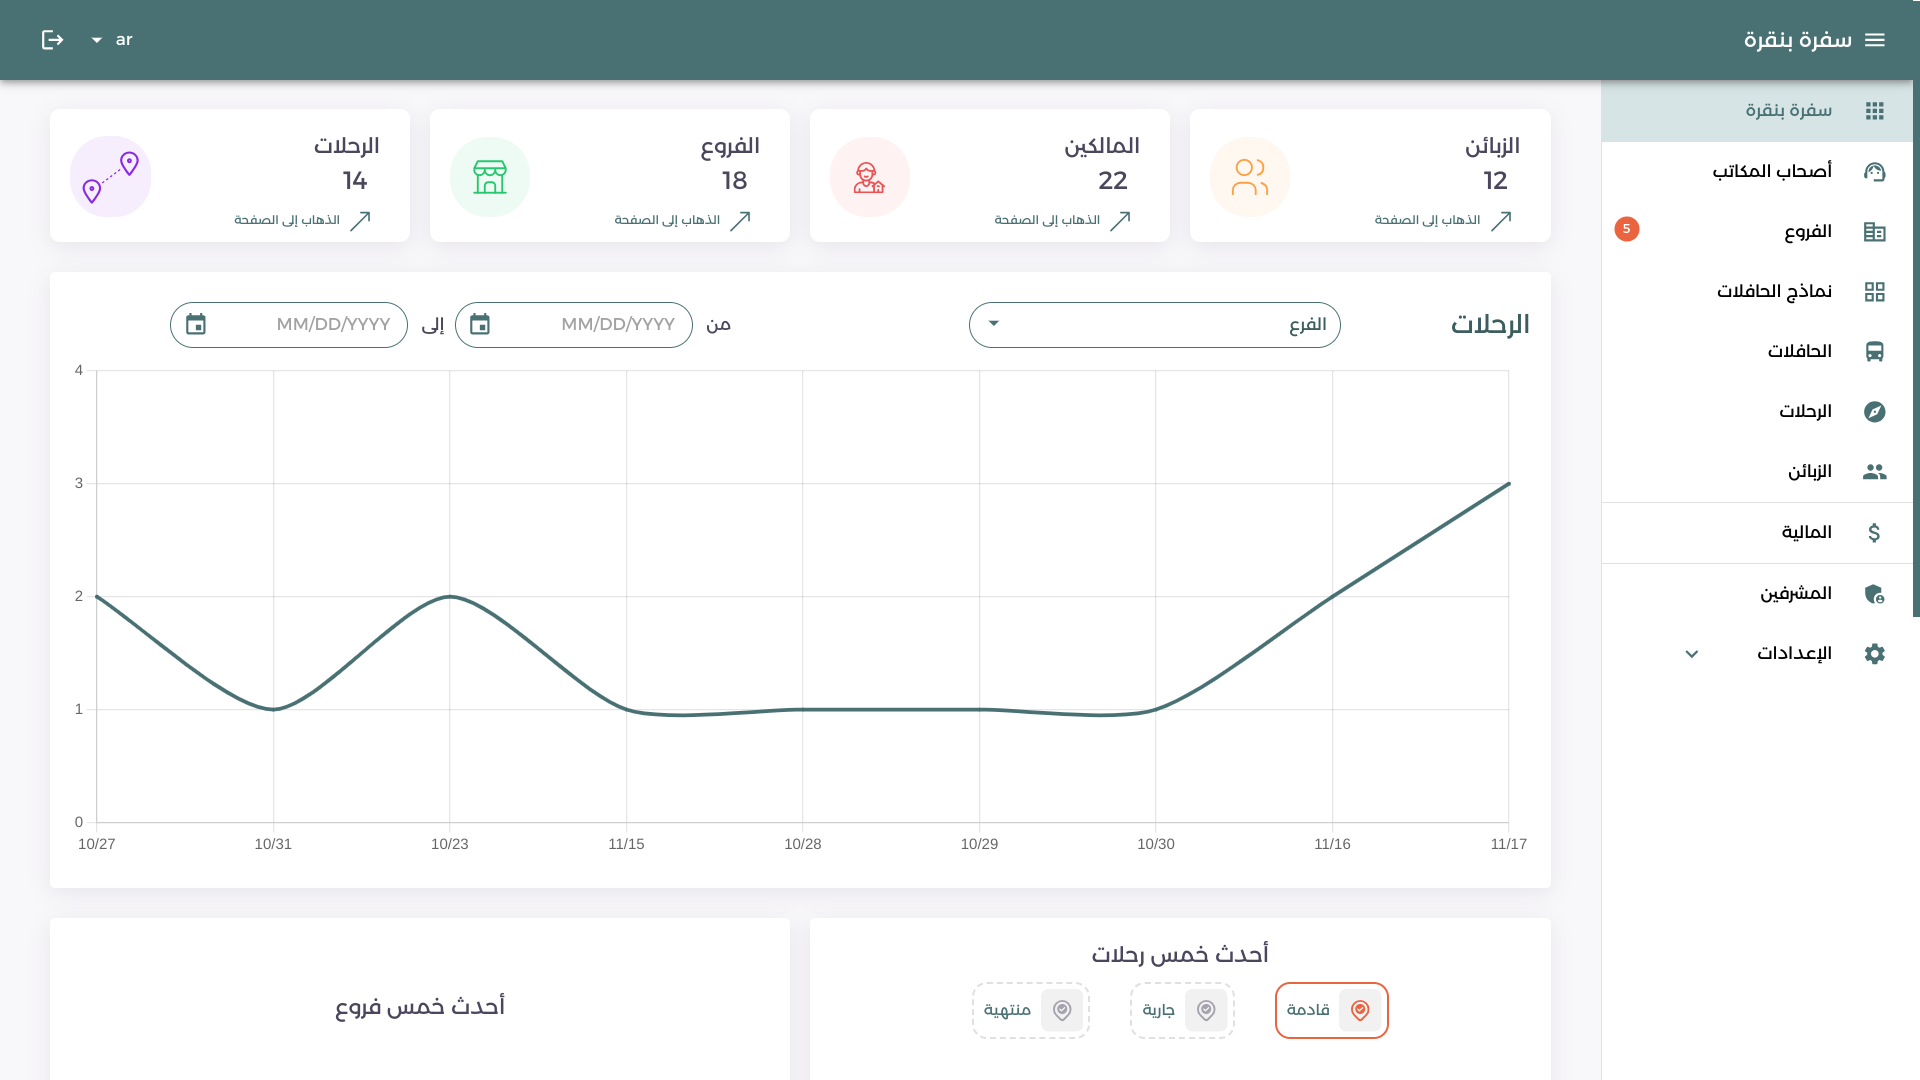 سفرة بنقرة
ar
سفرة بنقرة
أصحاب المكاتب
الفروع
5
نماذج الحافلات
الحافلات
الرحلات
الزبائن
المالية
المشرفين
الإعدادات
الزبائن
12
الذهاب إلى الصفحة
المالكين
22
الذهاب إلى الصفحة
الفروع
18
الذهاب إلى الصفحة
الرحلات
14
الذهاب إلى الصفحة
الرحلات
الفرع
من
MM/DD/YYYY
إلى
MM/DD/YYYY
4
3
2
1
0
10/27 10/31 10/23 11/15 10/28 10/29 10/30 11/16 11/17
أحدث خمس رحلات
قادمة
جارية
منتهية
أحدث خمس فروع